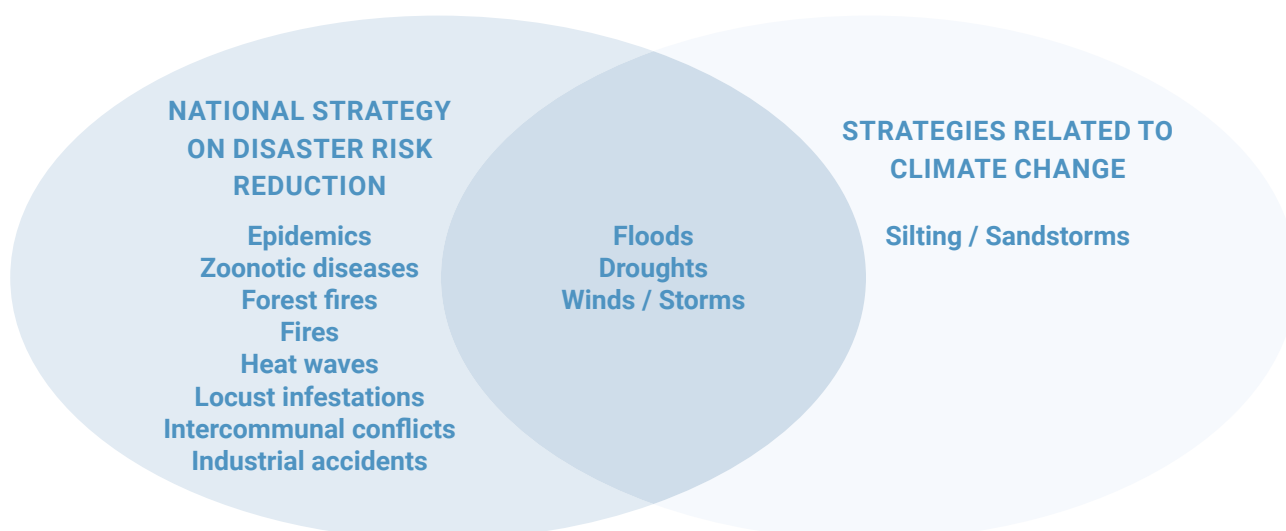 NATIONAL STRATEGY
ON DISASTER RISK
REDUCTION
Epidemics
Zoonotic diseases
Forest fires
Fires
Heat waves
Locust infestations
Intercommunal conflicts
Industrial accidents
Floods
Droughts
Winds / Storms
STRATEGIES RELATED TO
CLIMATE CHANGE
Silting / Sandstorms